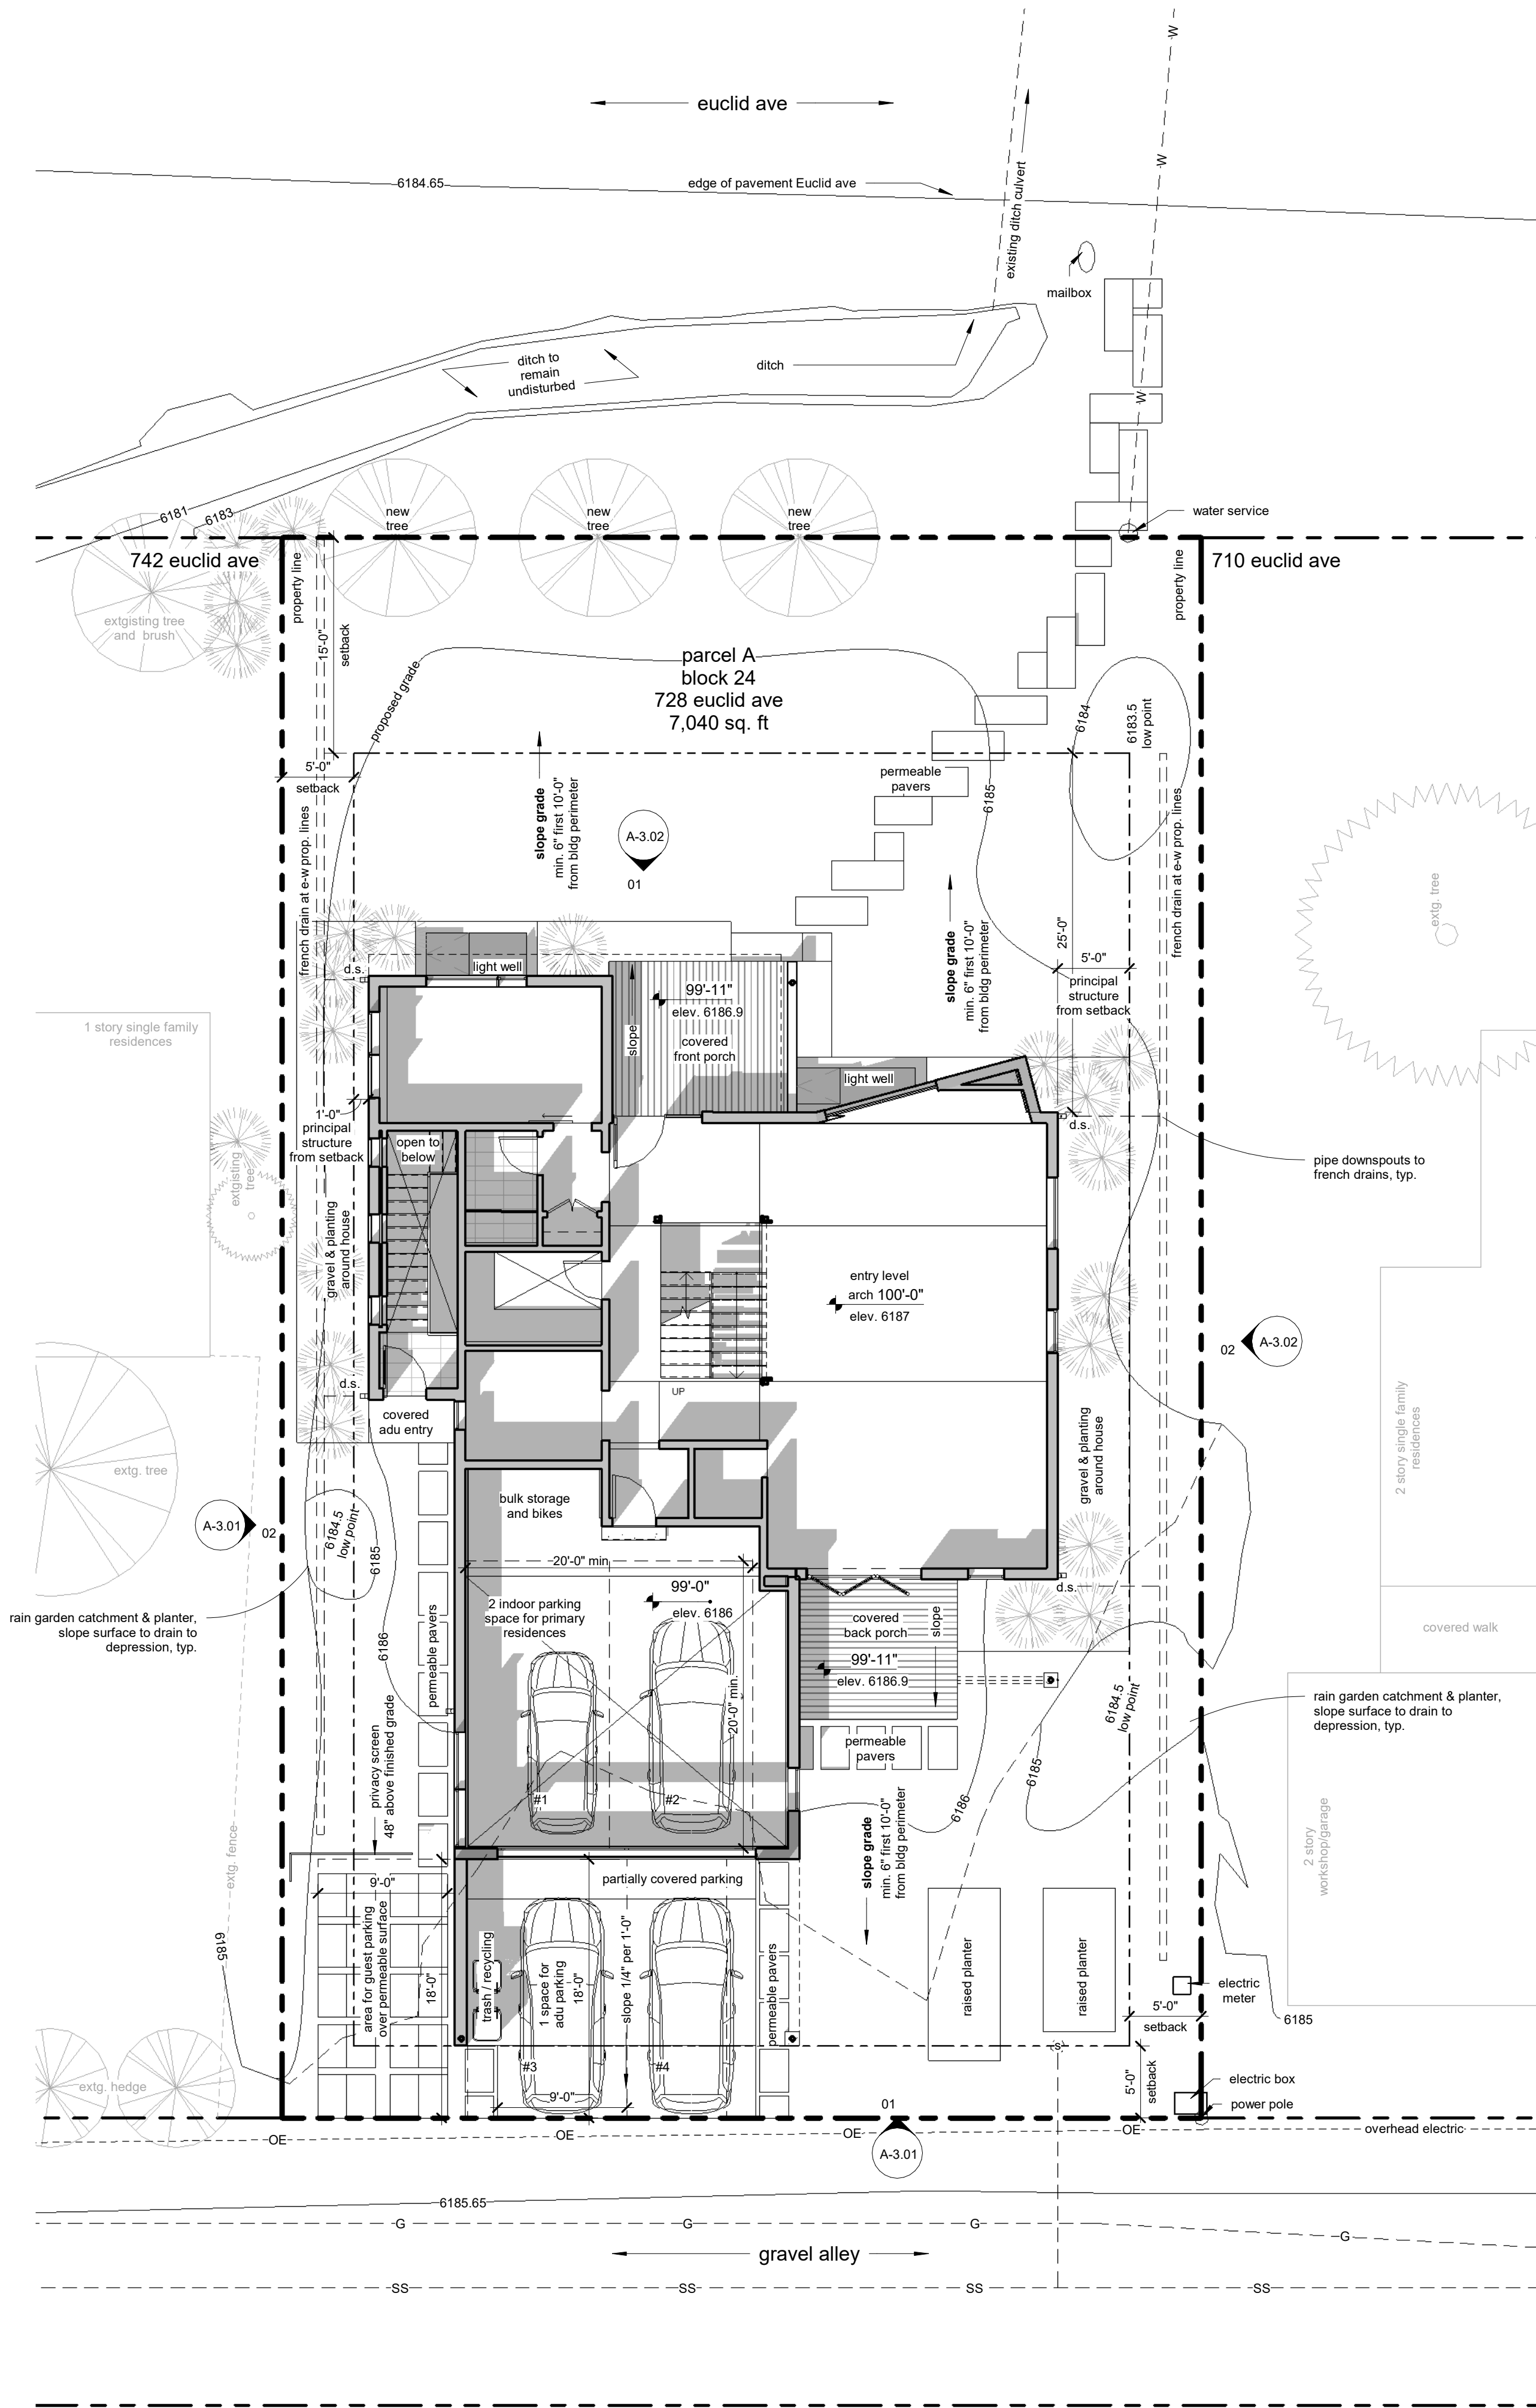 W
euclid ave
W
6184.65
edge of pavement Euclid ave
existing ditch culvert
mailbox
ditch to
remain
undisturbed
ditch
W
6181
6183
new
tree
new
tree
new
tree
water service
742 euclid ave
710 euclid ave
property line
property line
extgisting tree
and brush
15'-0"
setback
parcel A
block 24
728 euclid ave
7,040 sq. ft
proposed grade
6184
6183.5
low point
5'-0"
setback
permeable
pavers
6185
slope grade
min. 6" first 10'-0"
from bldg perimeter
french drain at e-w prop. lines
french drain at e-w prop. lines
A-3.02
01
extg. tree
slope grade
min. 6" first 10'-0"
from bldg perimeter
25'-0"
5'-0"
principal
structure
from setback
d.s.
light well
99'-11"
elev. 6186.9
covered
front porch
slope
1 story single family
residences
light well
1'-0"
principal
structure
from setback
d.s.
open to
below
extgisting
tree
pipe downspouts to
french drains, typ.
gravel & planting
around house
entry level
arch 100'-0"
elev. 6187
02
A-3.02
d.s.
UP
covered
adu entry
2 story single family
residences
gravel & planting
around house
extg. tree
bulk storage
and bikes
A-3.01
02
6184.5
low point
6185
20'-0" min
99'-0"
elev. 6186
d.s.
2 indoor parking
space for primary
residences
rain garden catchment & planter,
slope surface to drain to
depression, typ.
covered
back porch
slope
99'-11"
elev. 6186.9
covered walk
6186
permeable pavers
20'-0" min.
6184.5
low point
rain garden catchment & planter,
slope surface to drain to
depression, typ.
privacy screen
48" above finished grade
permeable
pavers
6185
#1
#2
6186
slope grade
min. 6" first 10'-0"
from bldg perimeter
2 story
workshop/garage
extg. fence
9'-0"
partially covered parking
6185
area for guest parking
over permeable surface
18'-0"
trash / recycling
1 space for
adu parking
18'-0"
slope 1/4" per 1'-0"
permeable pavers
raised planter
raised planter
electric
meter
5'-0"
setback
6185
S
#3
#4
9'-0"
5'-0"
setback
extg. hedge
electric box
power pole
01
OE
OE
OE
OE
overhead electric
A-3.01
6185.65
G
G
G
G
gravel alley
SS
SS
SS
SS